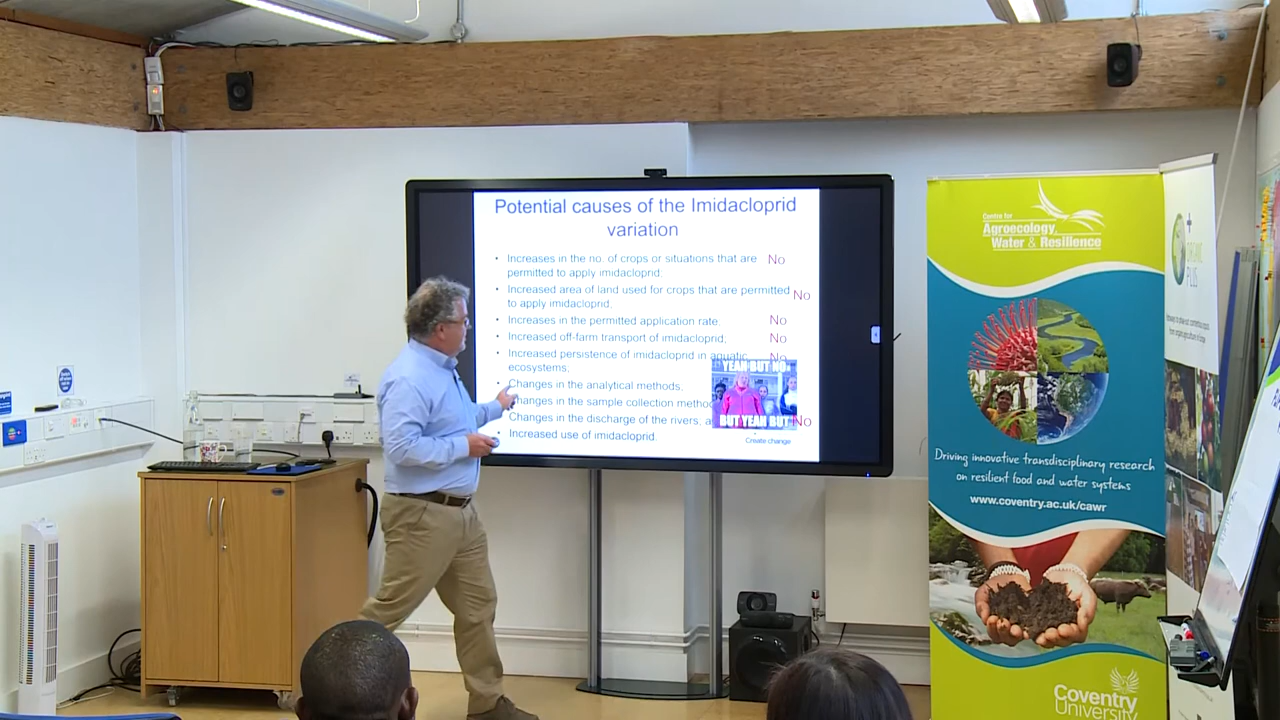 Potential causes of the Imidacloprid
variation
• Increases in the no. of crops or situations that are No
permitted to apply imidacloprid;
• Increased area of land used for crops that are permitted No
to apply imidacloprid;
• Increases in the permitted application rate. No
• Increased off-farm transport of imidacloprid; No
• Increased persistence of imidacloprid in aquatic No
ecosystems;
• Changes in the analytical methods.
• Changes in the sample collection
• Changes in the discharge of the rivers, No
• Increased use of imidacloprid.
YEAH BUT NO
BUT YEAH BUT
Create change
Centre for
Agroecology,
Water & Resilience
Driving innovative transdisciplinary research
on resilient food and water systems
www.coventry.ac.uk/cawr
Coventry
University